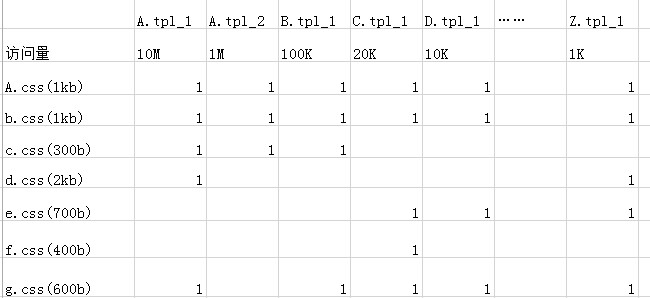 A.tpl_1 A.tpl_2 B.tpl_1 C.tpl_1 D.tpl_1 …… Z.tpl_1
访问量 10M 1M 100K 20K 10K 1K
A.css(1kb) 1 1 1 1 1 1
b.css(1kb) 1 1 1 1 1 1
c.css(300b) 1 1 1
d.css(2kb) 1 1
e.css(700b) 1 1 1
f.css(400b) 1
g.css(600b) 1 1 1 1 1